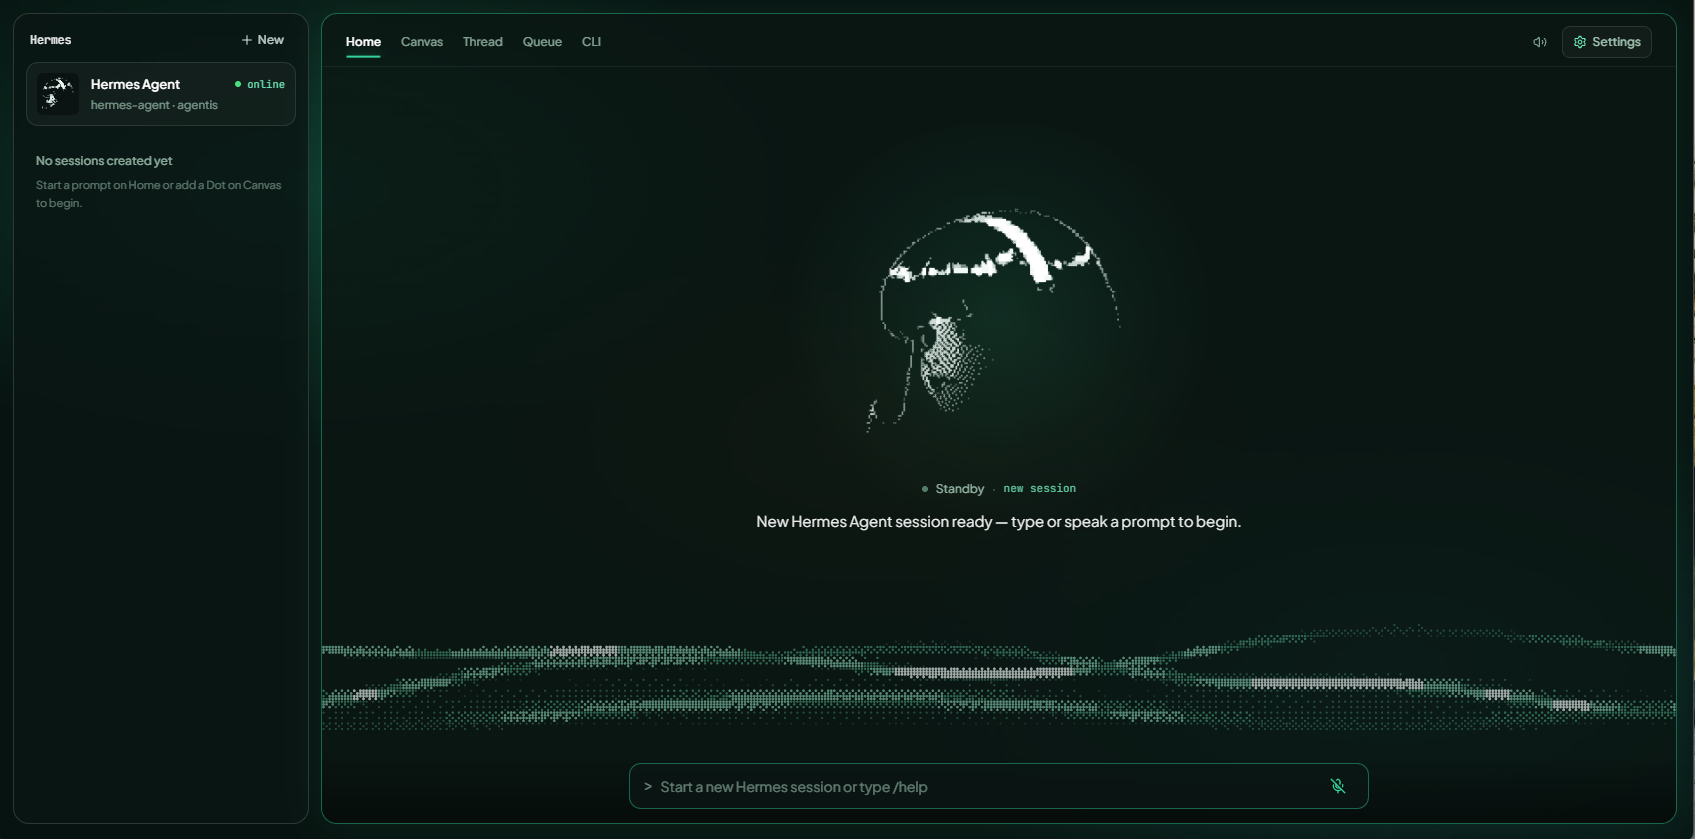 Hermes
+ New
Hermes Agent
online
hermes-agent · agentis
No sessions created yet
Start a prompt on Home or add a Dot on Canvas
to begin.
Home Canvas Thread Queue CLI
Settings
Standby · new session
New Hermes Agent session ready — type or speak a prompt to begin.
> Start a new Hermes session or type /help